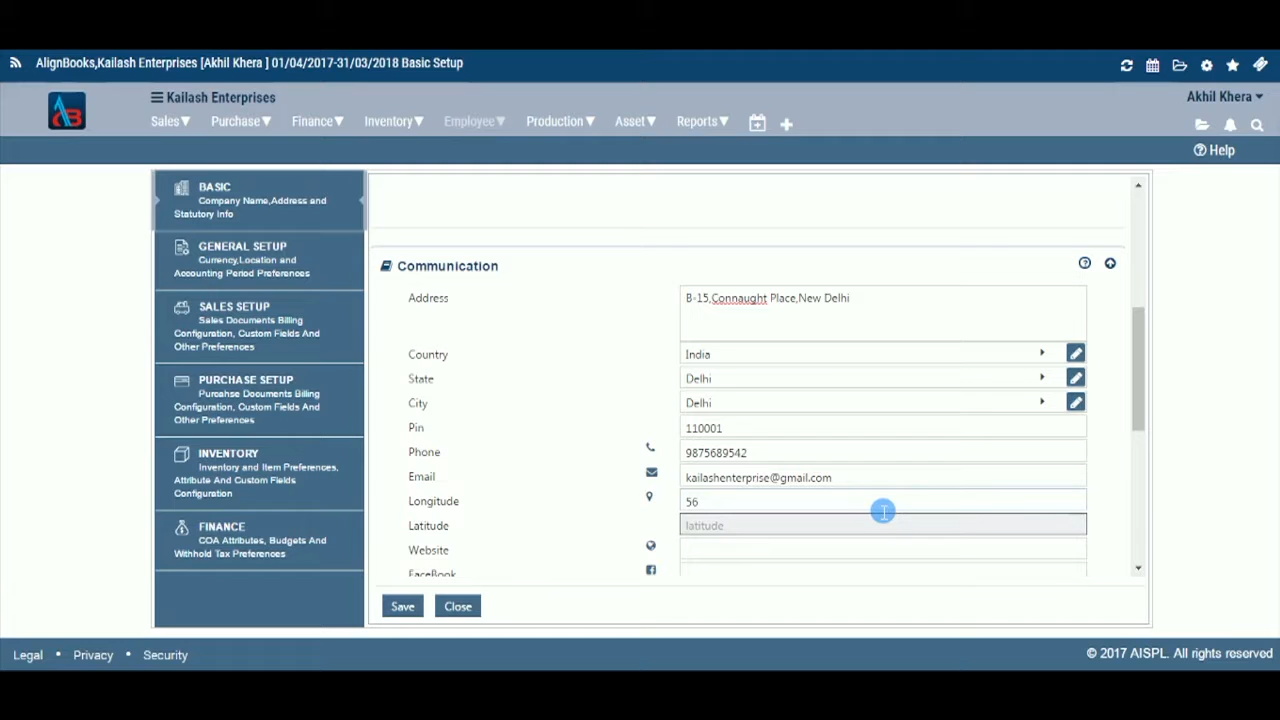 AlignBooks,Kailash Enterprises [Akhil Khera ] 01/04/2017-31/03/2018 Basic Setup
Kailash Enterprises
Akhil Khera
AB
Sales Purchase Finance Inventory Employee Production Asset Reports
Help
BASIC
Company Name,Address and
Statutory Info
GENERAL SETUP
Currency,Location and
Accounting Period Preferences
SALES SETUP
Sales Documents Billing
Configuration, Custom Fields And
Other Preferences
PURCHASE SETUP
Purcahse Documents Billing
Configuration, Custom Fields And
Other Preferences
INVENTORY
Inventory and Item Preferences,
Attribute And Custom Fields
Configuration
FINANCE
COA Attributes, Budgets And
Withhold Tax Preferences
Communication
Address B-15,Connaught Place,New Delhi
Country India
State Delhi
City Delhi
Pin 110001
Phone 9875689542
Email kailashenterprise@gmail.com
Longitude 56
Latitude latitude
Website
FaceBook
Save Close
Legal • Privacy • Security
© 2017 AISPL. All rights reserved